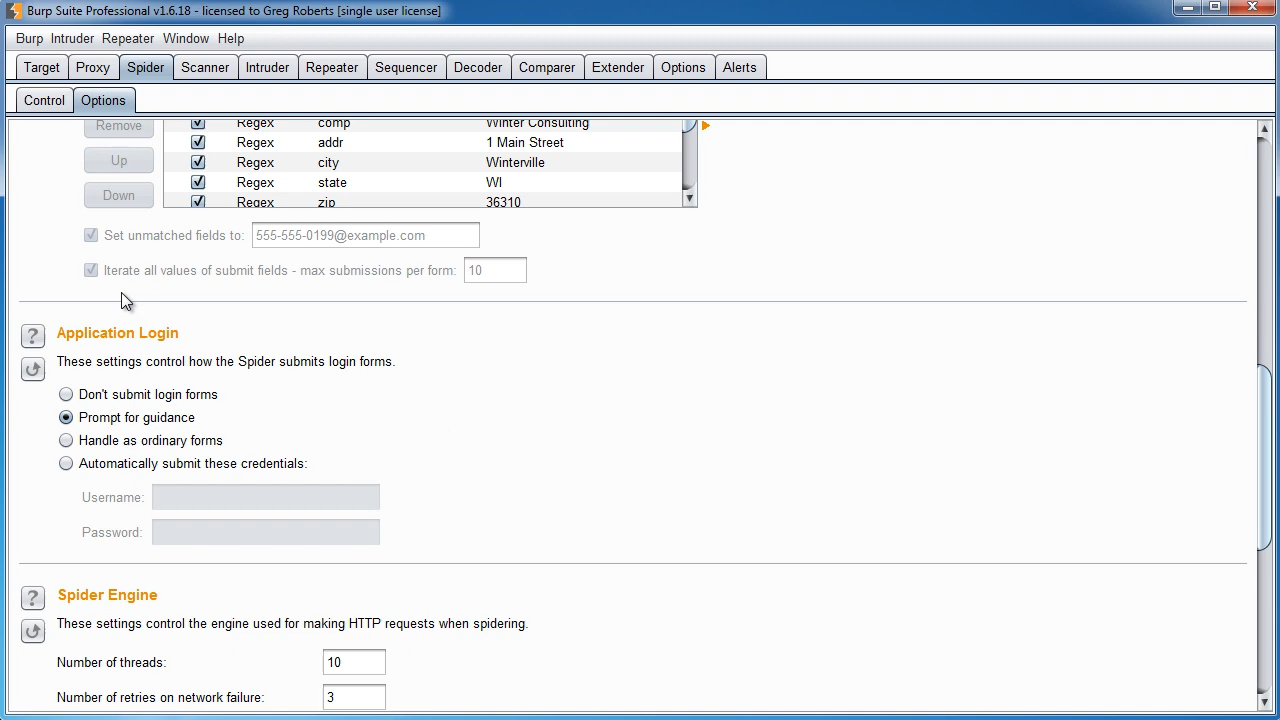 Burp Suite Professional v1.6.18 - licensed to Greg Roberts [single user license]
Burp Intruder Repeater Window Help
Target Proxy Spider Scanner Intruder Repeater Sequencer Decoder Comparer Extender Options Alerts
Control Options
Remove Regex comp Winter Consulting
Regex addr 1 Main Street
Up Regex city Winterville
Regex state WI
Down Regex zip 36310
Set unmatched fields to: 555-555-0199@example.com
Iterate all values of submit fields - max submissions per form: 10
? Application Login
These settings control how the Spider submits login forms.
Don't submit login forms
Prompt for guidance
Handle as ordinary forms
Automatically submit these credentials:
Username:
Password:
? Spider Engine
These settings control the engine used for making HTTP requests when spidering.
Number of threads: 10
Number of retries on network failure: 3